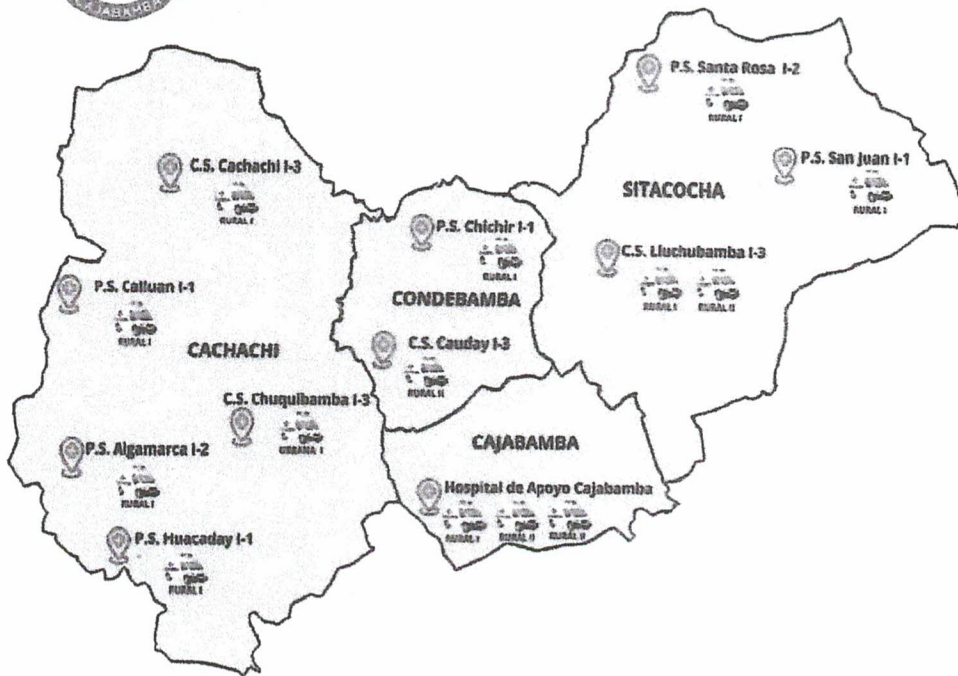 CAJABAMBA
P.S. Santa Rosa I-2
RURAL I
C.S. Cachachi I-3
RURAL I
P.S. San Juan I-1
RURAL I
SITACOCHA
P.S. Chichir I-1
RURAL I
C.S. Lluchubamba I-3
RURAL I RURAL II
P.S. Calluan I-1
RURAL I
CONDEBAMBA
CACHACHI
C.S. Cauday I-3
RURAL II
C.S. Chuquibamba I-3
URBANA I
P.S. Algamarca I-2
RURAL I
CAJABAMBA
Hospital de Apoyo Cajabamba
RURAL I RURAL II RURAL II
P.S. Huacaday I-1
RURAL I